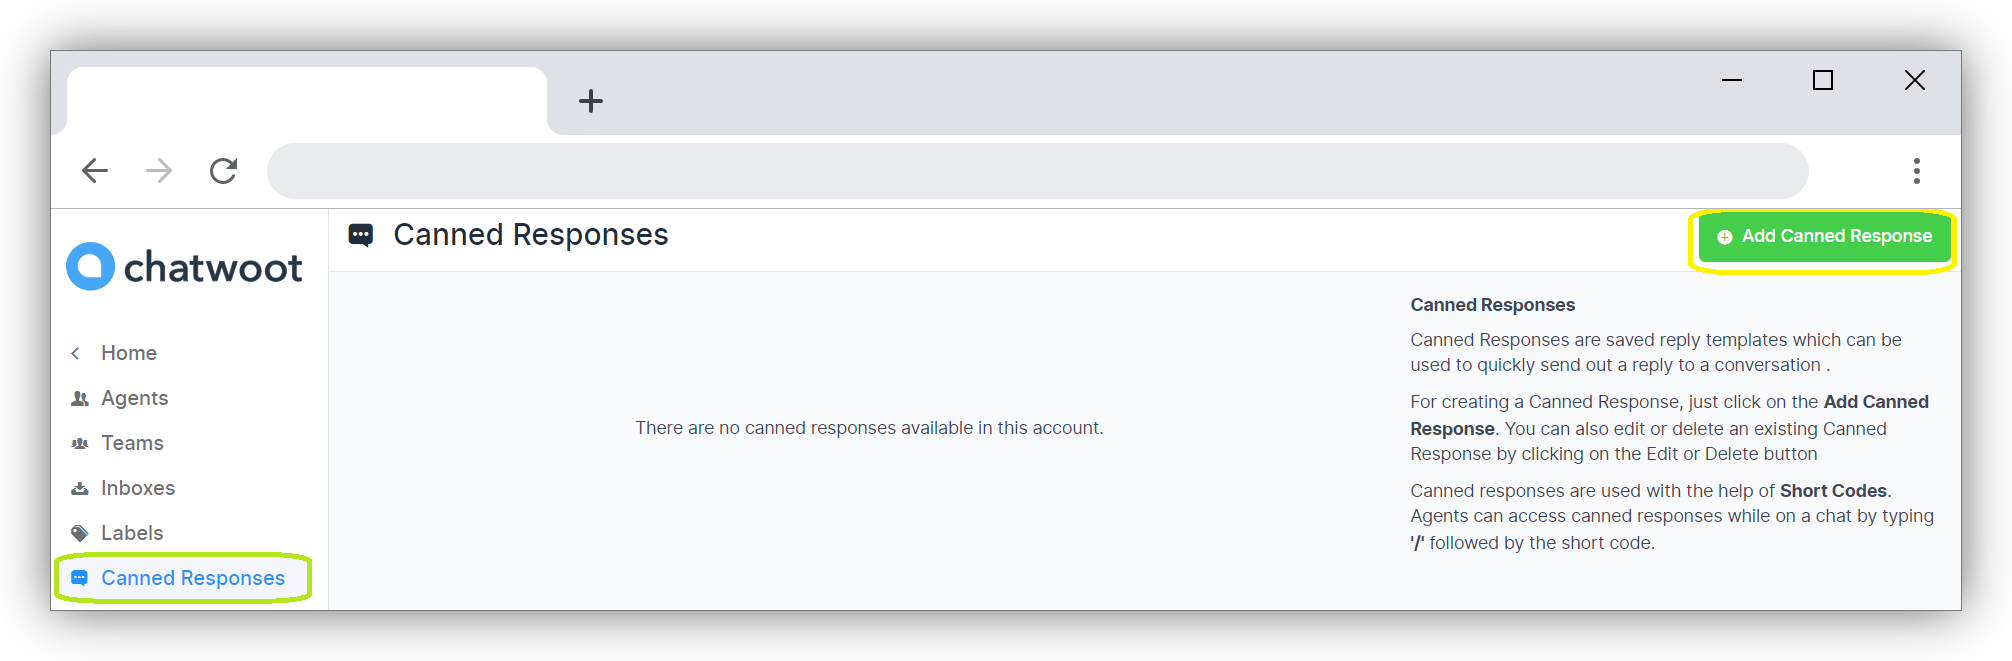 Canned Responses
Add Canned Response
chatwoot
Home
Agents
Teams
Inboxes
Labels
Canned Responses
There are no canned responses available in this account.
Canned Responses
Canned Responses are saved reply templates which can be
used to quickly send out a reply to a conversation .
For creating a Canned Response, just click on the Add Canned
Response. You can also edit or delete an existing Canned
Response by clicking on the Edit or Delete button
Canned responses are used with the help of Short Codes.
Agents can access canned responses while on a chat by typing
'/' followed by the short code.